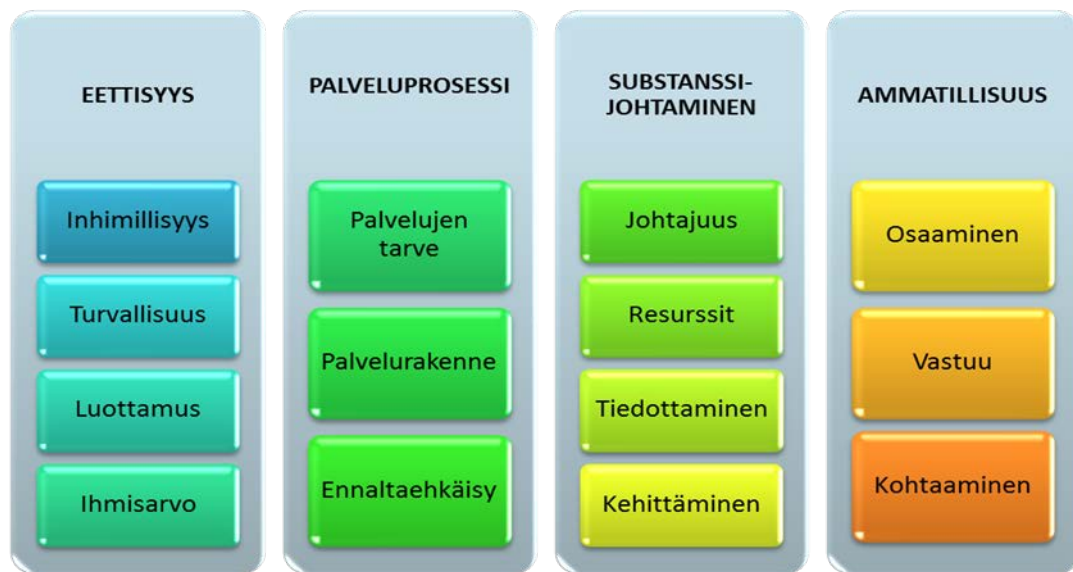 EETTISYYS
Inhimillisyys
Turvallisuus
Luottamus
Ihmisarvo
PALVELUPROSESSI
Palvelujen
tarve
Palvelurakenne
Ennaltaehkäisy
SUBSTANSSI-
JOHTAMINEN
Johtajuus
Resurssit
Tiedottaminen
Kehittäminen
AMMATILLISUUS
Osaaminen
Vastuu
Kohtaaminen